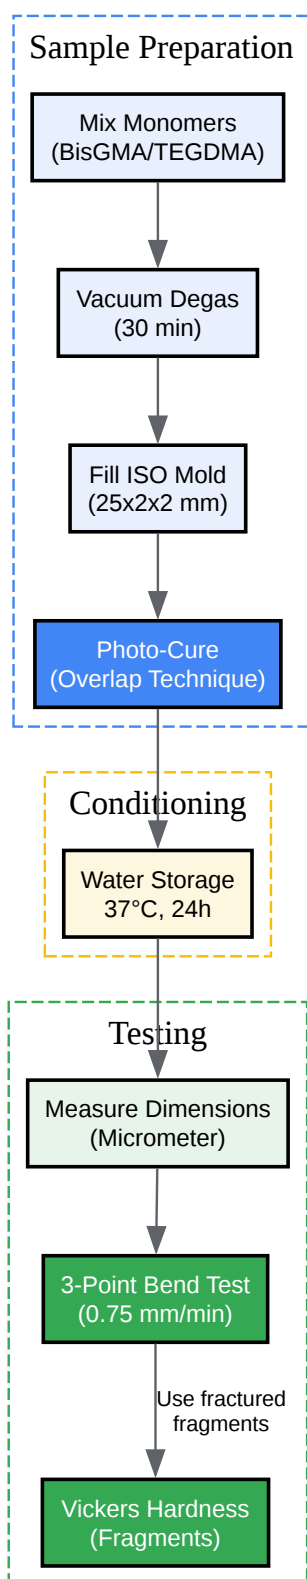 Sample Preparation
Mix Monomers
(BisGMA/TEGDMA)
Vacuum Degas
(30 min)
Fill ISO Mold
(25x2x2 mm)
Photo-Cure
(Overlap Technique)
Conditioning
Water Storage
37°C, 24h
Testing
Measure Dimensions
(Micrometer)
3-Point Bend Test
(0.75 mm/min)
Use fractured
fragments
Vickers Hardness
(Fragments)